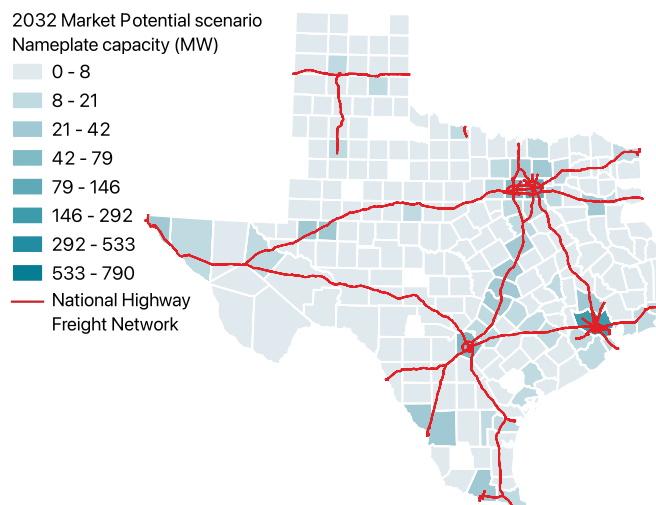 2032 Market Potential scenario
Nameplate capacity (MW)
0 - 8
8 - 21
21 - 42
42 - 79
79 - 146
146 - 292
292 - 533
533 - 790
National Highway
Freight Network